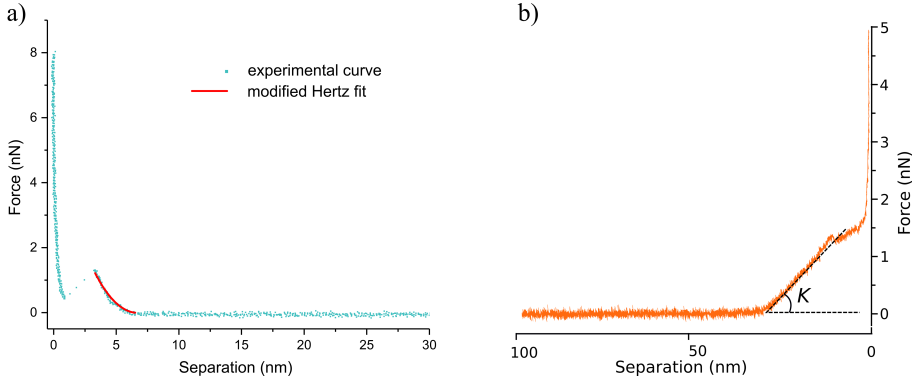 a)
8
6
4
2
0
Force (nN)
experimental curve
modified Hertz fit
0 5 10 15 20 25 30
Separation (nm)
b)
5
4
3
2
1
0
Force (nN)
K
100 50 0
Separation (nm)